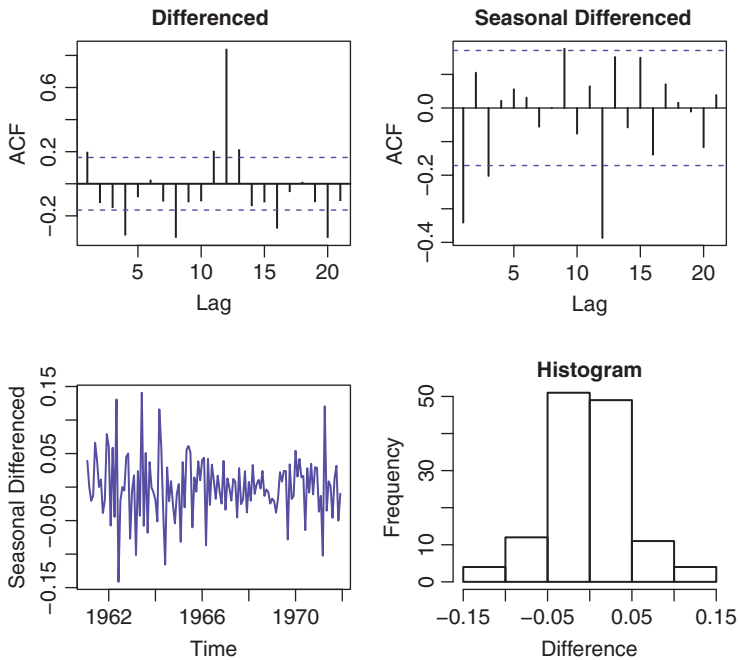 Differenced
ACF
0.6
0.2
−0.2
5 10 15 20
Lag
Seasonal Differenced
ACF
0.0
−0.2
−0.4
5 10 15 20
Lag
Seasonal Differenced
0.15
0.05
−0.05
−0.15
1962 1966 1970
Time
Histogram
Frequency
50
30
10
0
−0.15 −0.05 0.05 0.15
Difference